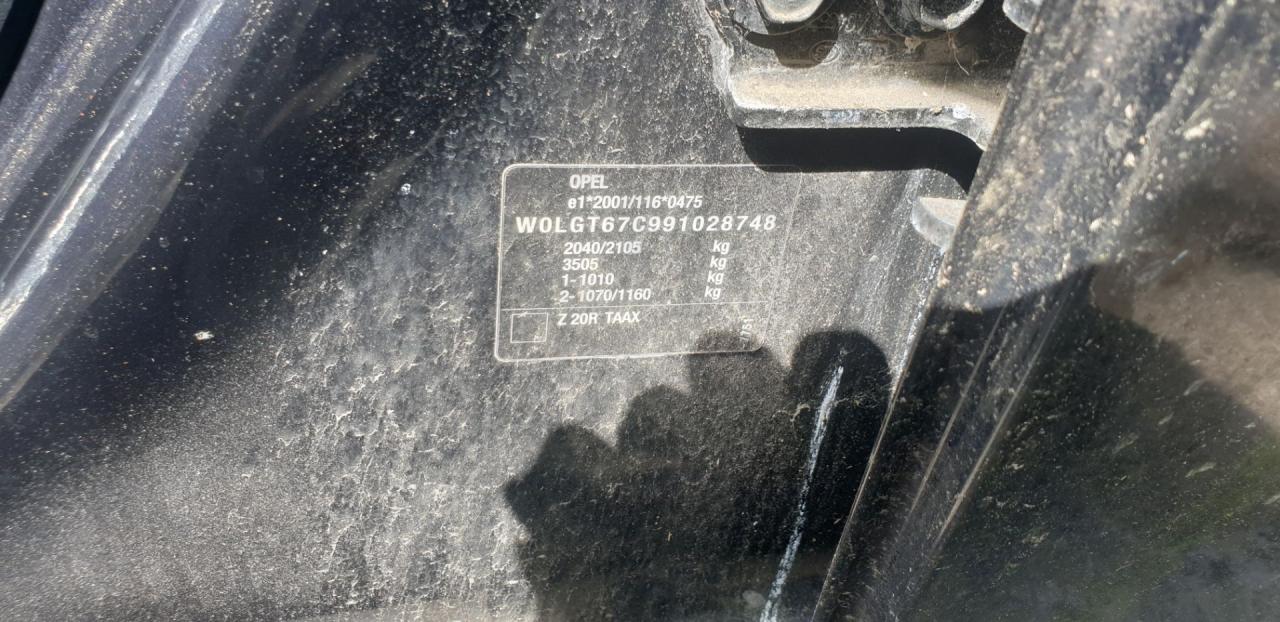 OPEL
e1*2001/116*0475
W0LGT67C991028748
2040/2105 kg
3505 kg
1-1010 kg
2-1070/1160 kg
Z 20R TAAX